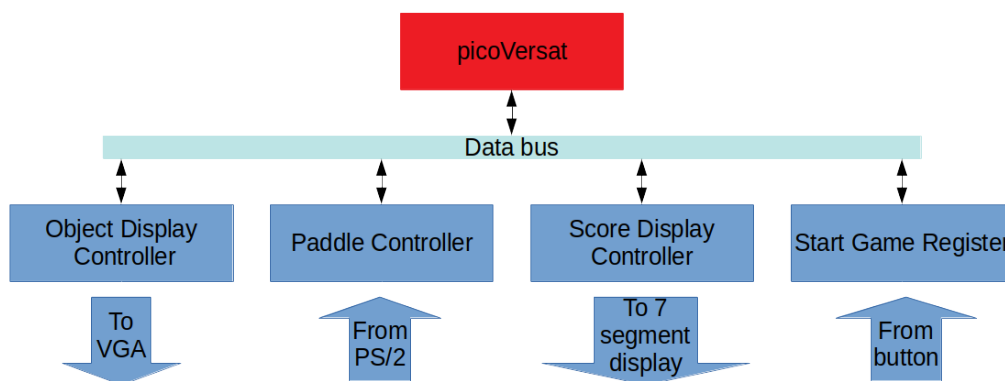 picoVersat
Data bus
Object Display
Controller
Paddle Controller
Score Display
Controller
Start Game Register
To
VGA
From
PS/2
To 7
segment
display
From
button